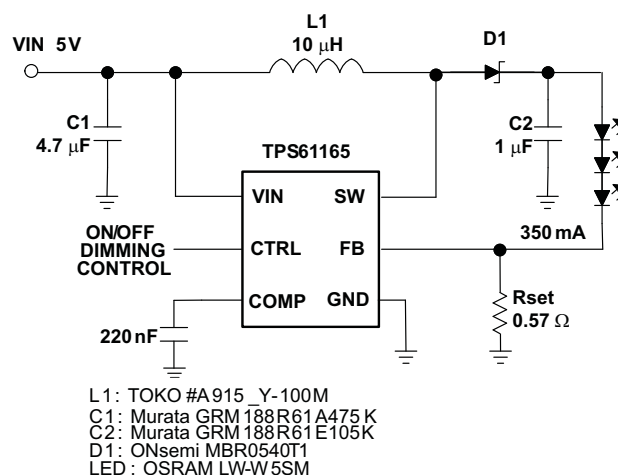 L1
10 μH
VIN 5V
D1
C1
4.7 μF
C2
1 μF
TPS61165
VIN
SW
ON/OFF
DIMMING
CONTROL
CTRL
FB
350 mA
COMP
GND
220 nF
Rset
0.57 Ω
L1: TOKO #A915_Y-100M
C1: Murata GRM188R61A475K
C2: Murata GRM188R61E105K
D1: ONsemi MBR0540T1
LED: OSRAM LW-W5SM